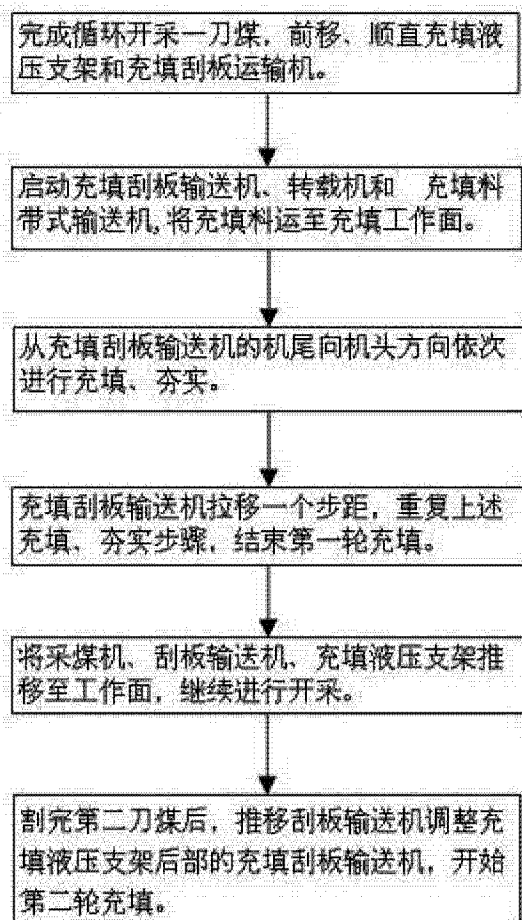 完成循环开采一刀煤，前移、顺直充填液
压支架和充填刮板运输机。
启动充填刮板输送机、转载机和 充填料
带式输送机,将充填料运至充填工作面。
从充填刮板输送机的机尾向机头方向依次
进行充填、夯实。
充填刮板输送机拉移一个步距，重复上述
充填、夯实步骤，结束第一轮充填。
将采煤机、刮板输送机、充填液压支架推
移至工作面，继续进行开采。
割完第二刀煤后，推移刮板输送机调整充
填液压支架后部的充填刮板输送机，开始
第二轮充填。